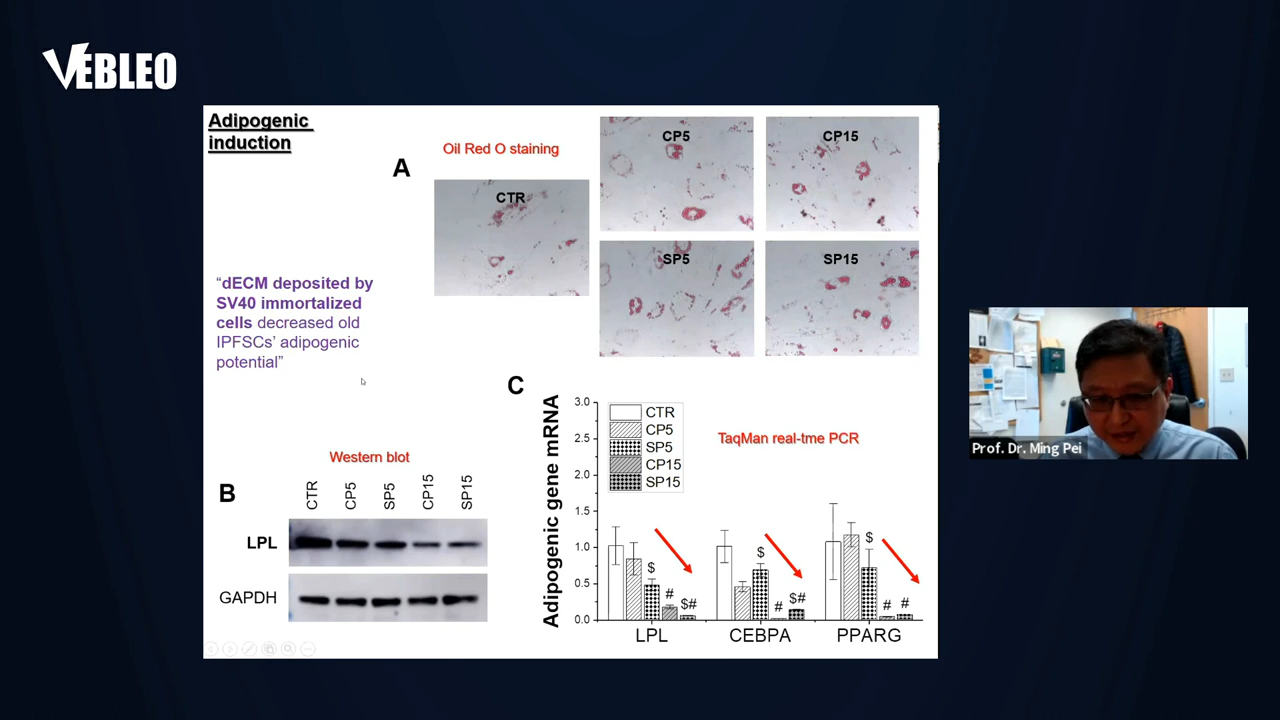 VEBLEO
Adipogenic
induction
A
Oil Red O staining
CTR
CP5
CP15
SP5
SP15
“dECM deposited by
SV40 immortalized
cells decreased old
IPFSCs’ adipogenic
potential”
B
Western blot
CTR
CP5
SP5
CP15
SP15
LPL
GAPDH
C
Adipogenic gene mRNA
3.0
2.5
2.0
1.5
1.0
0.5
0.0
CTR
CP5
SP5
CP15
SP15
TaqMan real-tme PCR
$
#
$#
$
#
$#
$
#
#
LPL
CEBPA
PPARG
Prof. Dr. Ming Pei